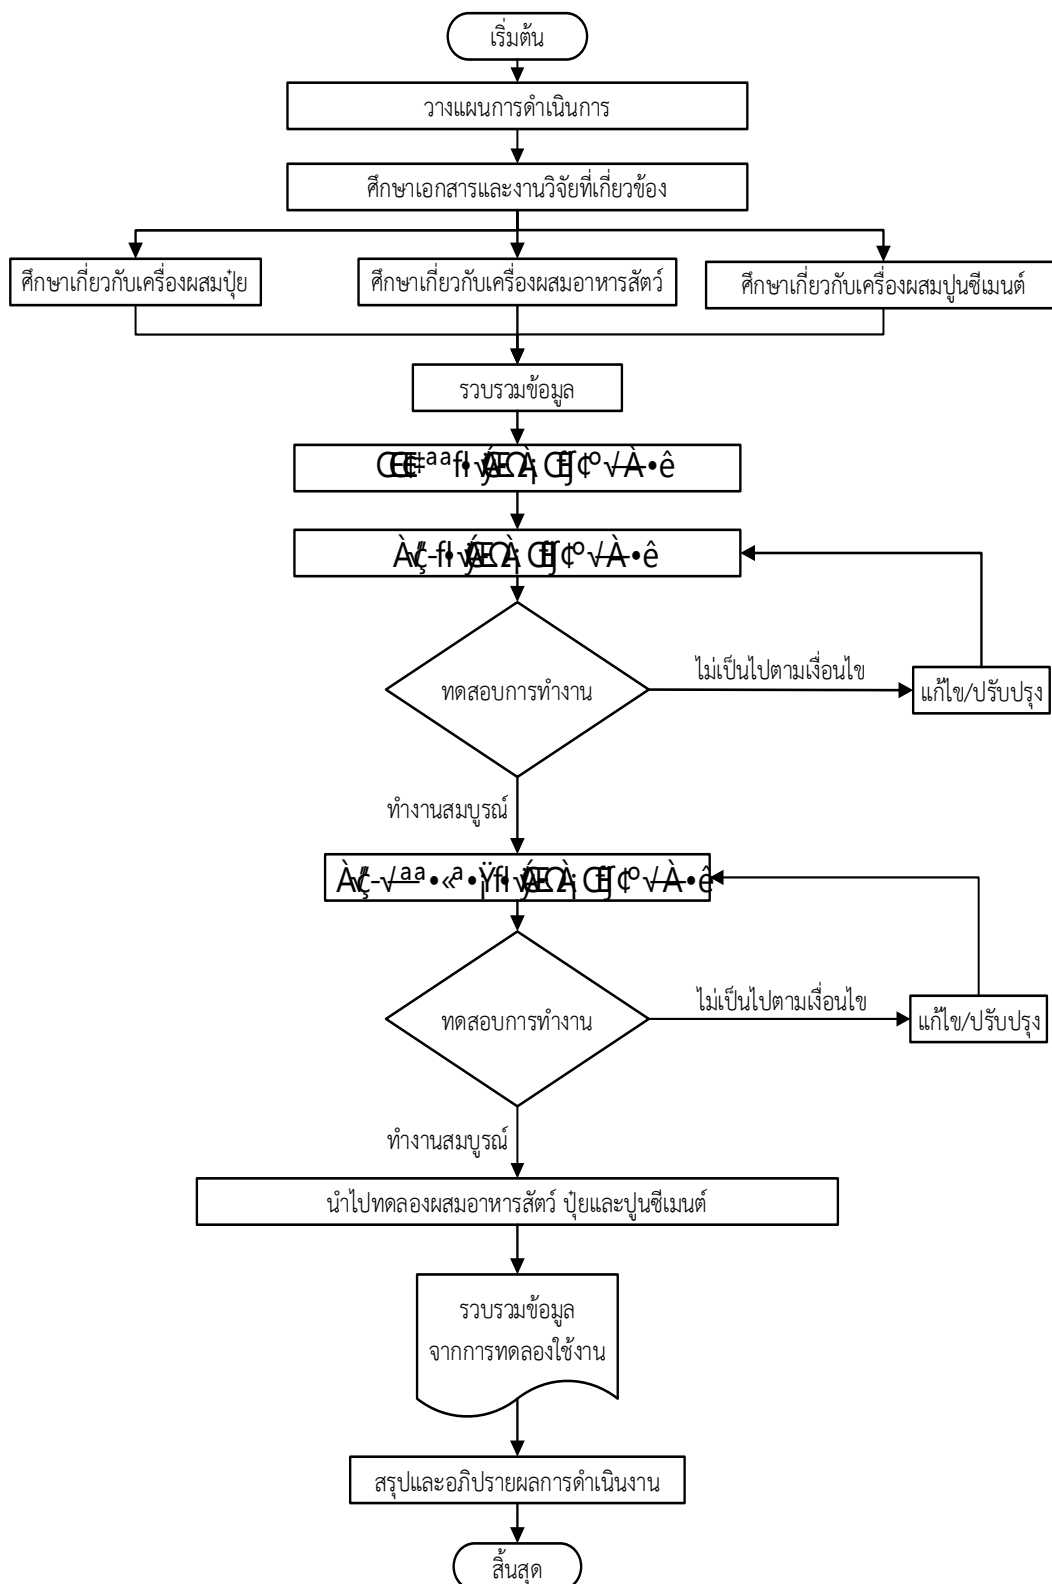 เริ่มต้น
วางแผนการดำเนินการ
ศึกษาเอกสารและงานวิจัยที่เกี่ยวข้อง
ศึกษาเกี่ยวกับเครื่องผสมปุ๋ย
ศึกษาเกี่ยวกับเครื่องผสมอาหารสัตว์
ศึกษาเกี่ยวกับเครื่องผสมปูนซีเมนต์
รวบรวมข้อมูล
ทดสอบการทำงาน
ไม่เป็นไปตามเงื่อนไข
แก้ไข/ปรับปรุง
ทำงานสมบูรณ์
ทดสอบการทำงาน
ไม่เป็นไปตามเงื่อนไข
แก้ไข/ปรับปรุง
ทำงานสมบูรณ์
นำไปทดลองผสมอาหารสัตว์ ปุ๋ยและปูนซีเมนต์
รวบรวมข้อมูล
จากการทดลองใช้งาน
สรุปและอภิปรายผลการดำเนินงาน
สิ้นสุด